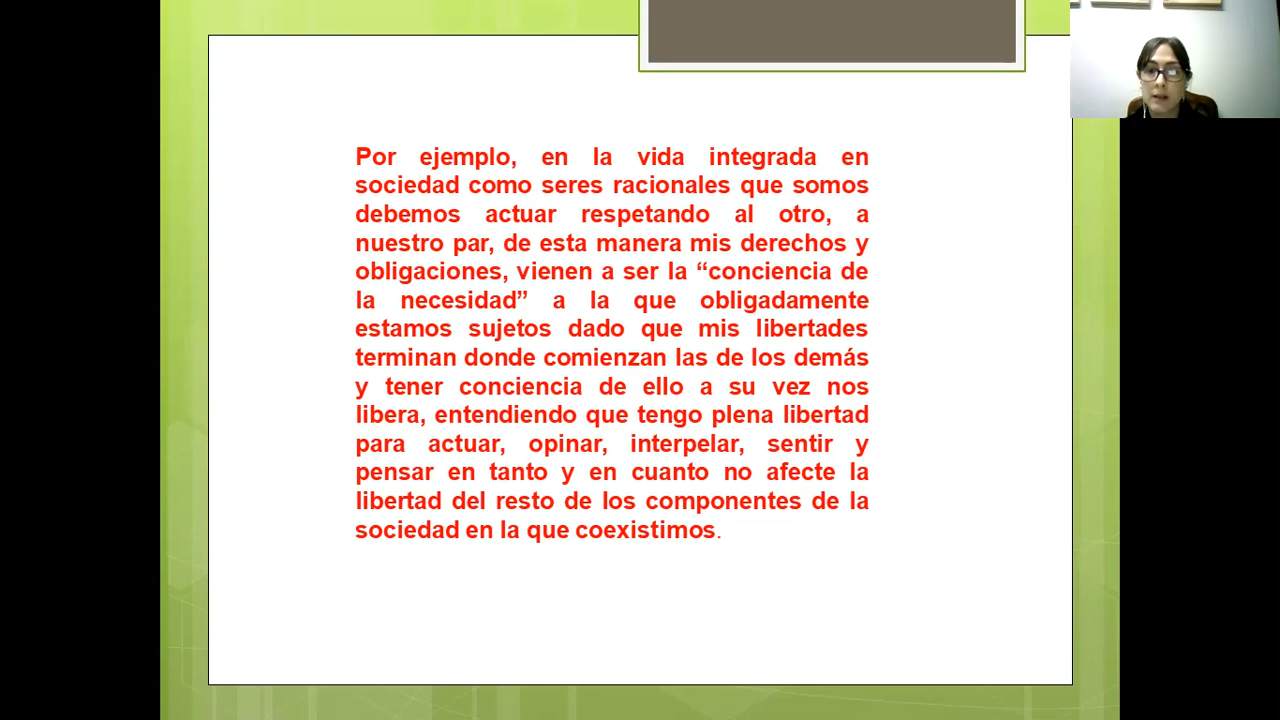 Por ejemplo, en la vida integrada en
sociedad como seres racionales que somos
debemos actuar respetando al otro, a
nuestro par, de esta manera mis derechos y
obligaciones, vienen a ser la “conciencia de
la necesidad” a la que obligadamente
estamos sujetos dado que mis libertades
terminan donde comienzan las de los demás
y tener conciencia de ello a su vez nos
libera, entendiendo que tengo plena libertad
para actuar, opinar, interpelar, sentir y
pensar en tanto y en cuanto no afecte la
libertad del resto de los componentes de la
sociedad en la que coexistimos.